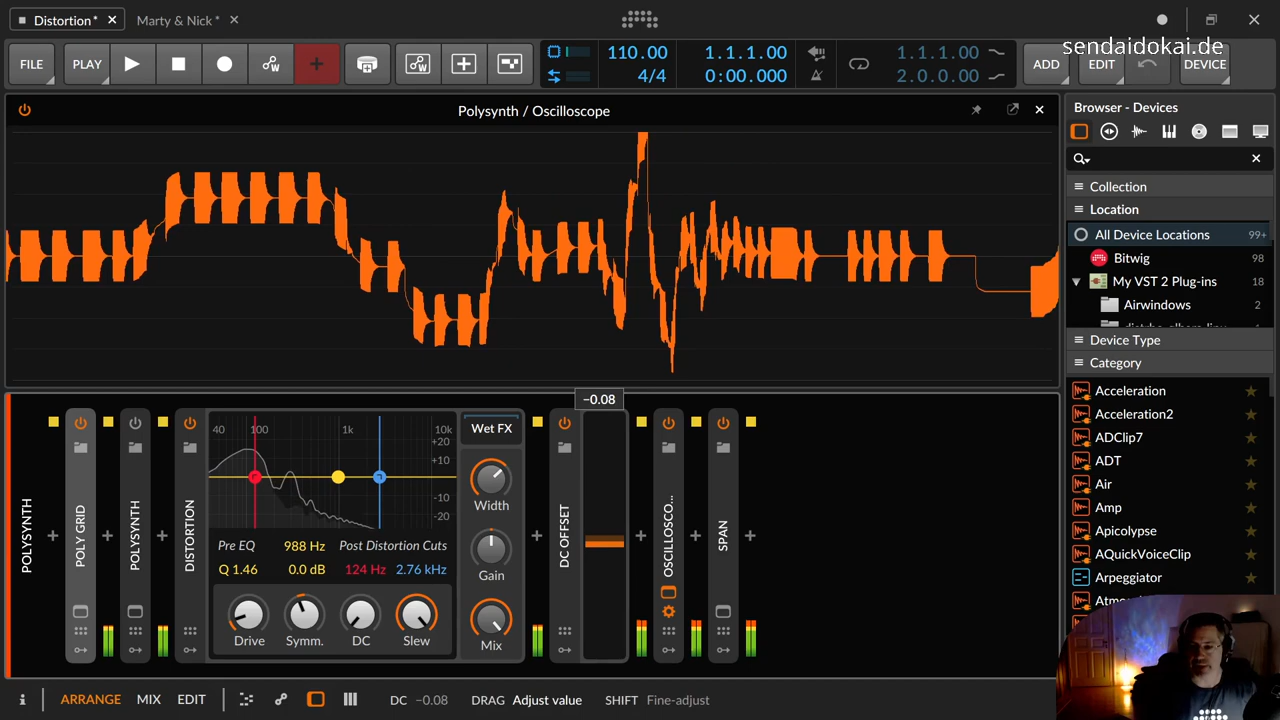 Distortion*
Marty & Nick *
sendaidokai.de
FILE
PLAY
110.00
4/4
1.1.1.00
0:00.000
1.1.1.00
2.0.0.00
ADD
EDIT
DEVICE
Polysynth / Oscilloscope
Browser - Devices
Collection
Location
All Device Locations 99+
Bitwig 98
My VST 2 Plug-ins 18
Airwindows 2
Device Type
Category
Acceleration
Acceleration2
ADClip7
ADT
Air
Amp
Apicolypse
AQuickVoiceClip
Arpeggiator
−0.08
POLYSYNTH
POLY GRID
POLYSYNTH
DISTORTION
40 100 1k 10k
+20
+10
-10
-20
Pre EQ 988 Hz Post Distortion Cuts
Q 1.46 0.0 dB 124 Hz 2.76 kHz
Drive Symm. DC Slew
Wet FX
Width
Gain
Mix
DC OFFSET
OSCILLOSCO...
SPAN
i ARRANGE MIX EDIT DC −0.08 DRAG Adjust value SHIFT Fine-adjust